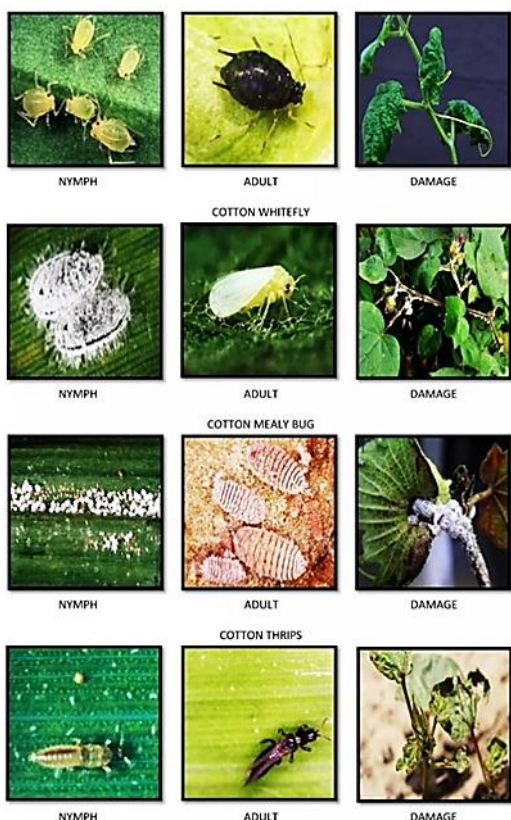 NYMPH ADULT DAMAGE
COTTON WHITEFLY
NYMPH ADULT DAMAGE
COTTON MEALY BUG
NYMPH ADULT DAMAGE
COTTON THRIPS
NYMPH ADULT DAMAGE